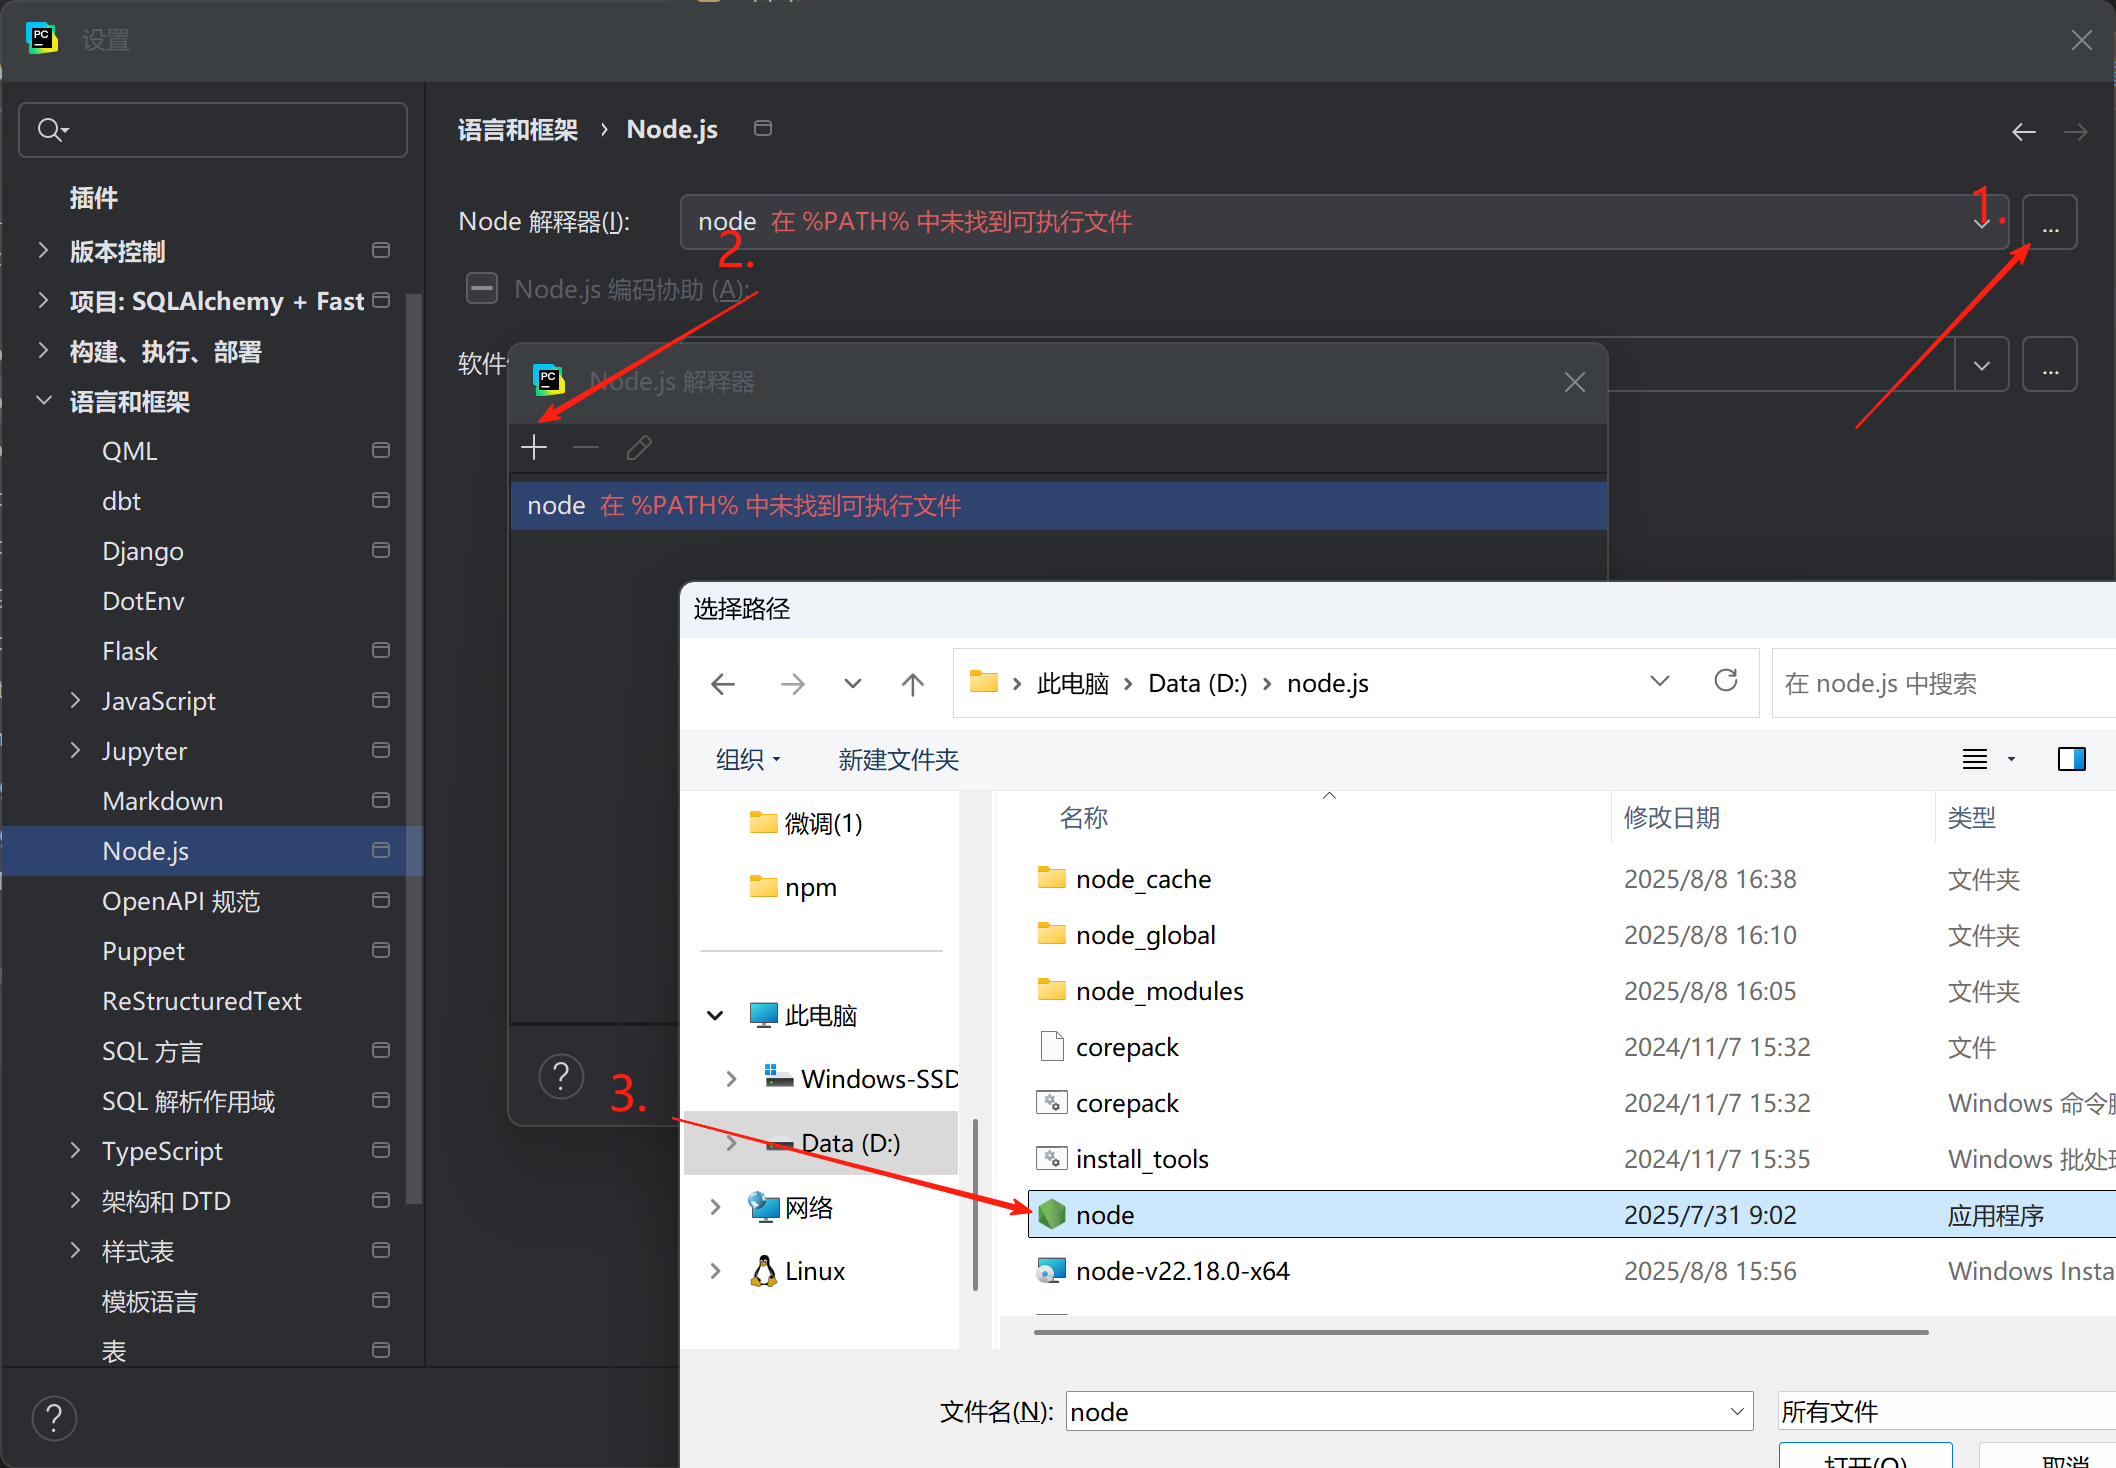 设置
语言和框架 › Node.js
插件
版本控制
项目: SQLAlchemy + Fast
构建、执行、部署
语言和框架
QML
dbt
Django
DotEnv
Flask
JavaScript
Jupyter
Markdown
Node.js
OpenAPI 规范
Puppet
ReStructuredText
SQL 方言
SQL 解析作用域
TypeScript
架构和 DTD
样式表
模板语言
表
Node 解释器(I): node 在 %PATH% 中未找到可执行文件 ...
1.
2.
Node.js 编码协助 (A):
软件 ...
Node.js 解释器
node 在 %PATH% 中未找到可执行文件
3.
选择路径
此电脑 › Data (D:) › node.js
在 node.js 中搜索
组织 新建文件夹
微调(1)
npm
此电脑
Windows-SSD
Data (D:)
网络
Linux
名称 修改日期 类型
node_cache 2025/8/8 16:38 文件夹
node_global 2025/8/8 16:10 文件夹
node_modules 2025/8/8 16:05 文件夹
corepack 2024/11/7 15:32 文件
corepack 2024/11/7 15:32 Windows 命令
install_tools 2024/11/7 15:35 Windows 批处
node 2025/7/31 9:02 应用程序
node-v22.18.0-x64 2025/8/8 15:56 Windows Insta
文件名(N): node 所有文件
打开(O) 取消